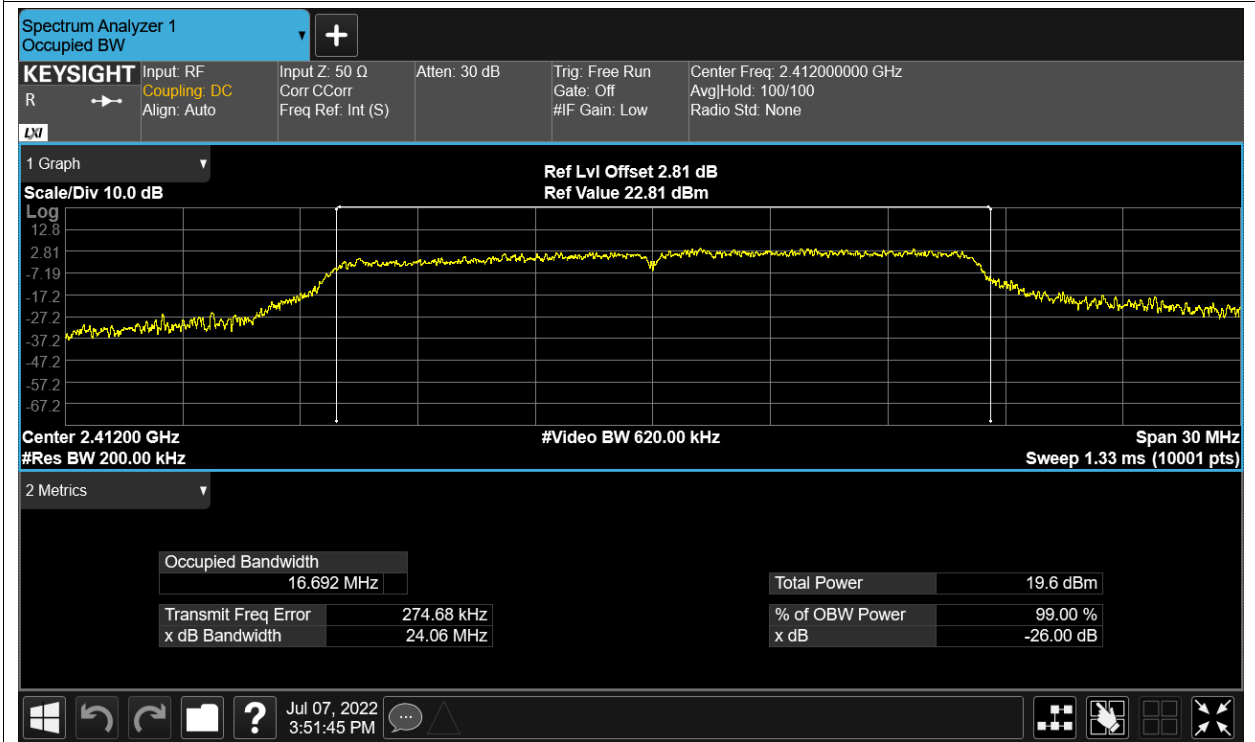 Spectrum Analyzer 1
Occupied BW
KEYSIGHT
R
LXI
Input: RF
Coupling: DC
Align: Auto
Input Z: 50 Ω
Corr CCorr
Freq Ref: Int (S)
Atten: 30 dB
Trig: Free Run
Gate: Off
#IF Gain: Low
Center Freq: 2.412000000 GHz
Avg|Hold: 100/100
Radio Std: None
1 Graph
Scale/Div 10.0 dB
Ref Lvl Offset 2.81 dB
Ref Value 22.81 dBm
Log
12.8
2.81
-7.19
-17.2
-27.2
-37.2
-47.2
-57.2
-67.2
Center 2.41200 GHz
#Res BW 200.00 kHz
#Video BW 620.00 kHz
Span 30 MHz
Sweep 1.33 ms (10001 pts)
2 Metrics
Occupied Bandwidth
16.692 MHz
Transmit Freq Error 274.68 kHz
x dB Bandwidth 24.06 MHz
Total Power 19.6 dBm
% of OBW Power 99.00 %
x dB -26.00 dB
?
Jul 07, 2022
3:51:45 PM